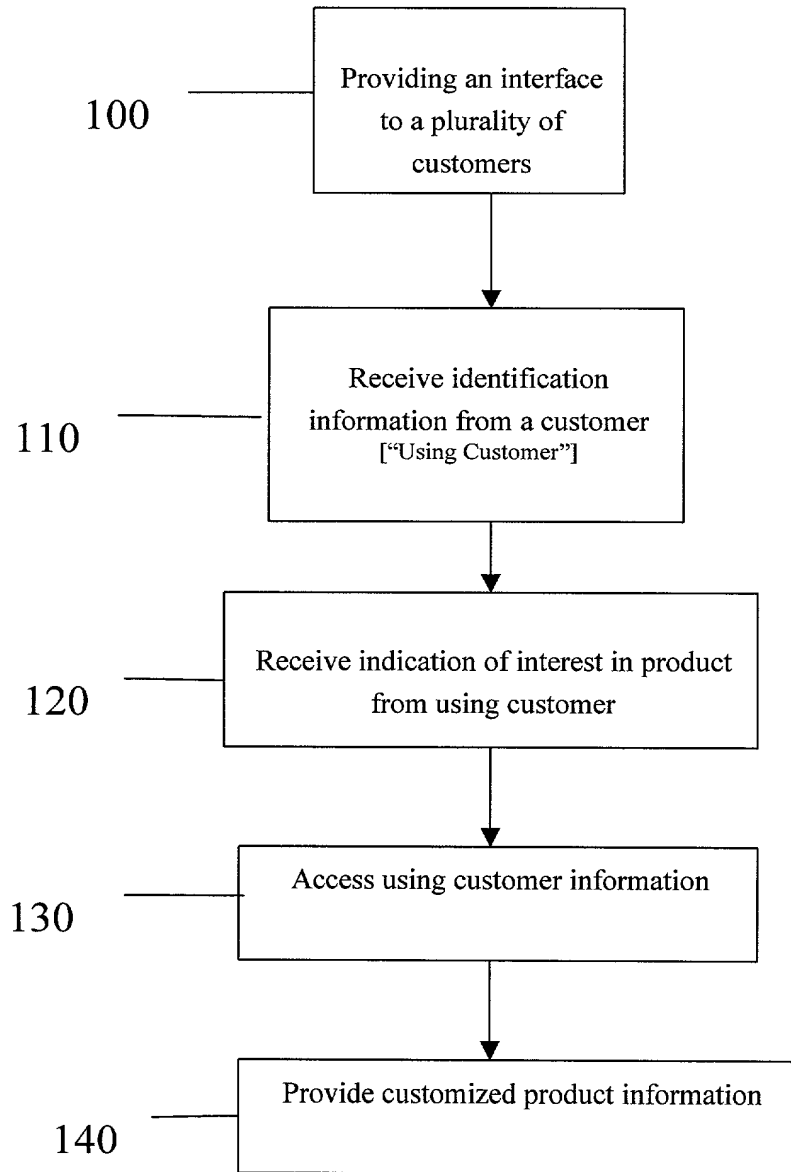 Providing an interface
to a plurality of
customers
100
Receive identification
information from a customer
["Using Customer"]
110
Receive indication of interest in product
from using customer
120
Access using customer information
130
Provide customized product information
140